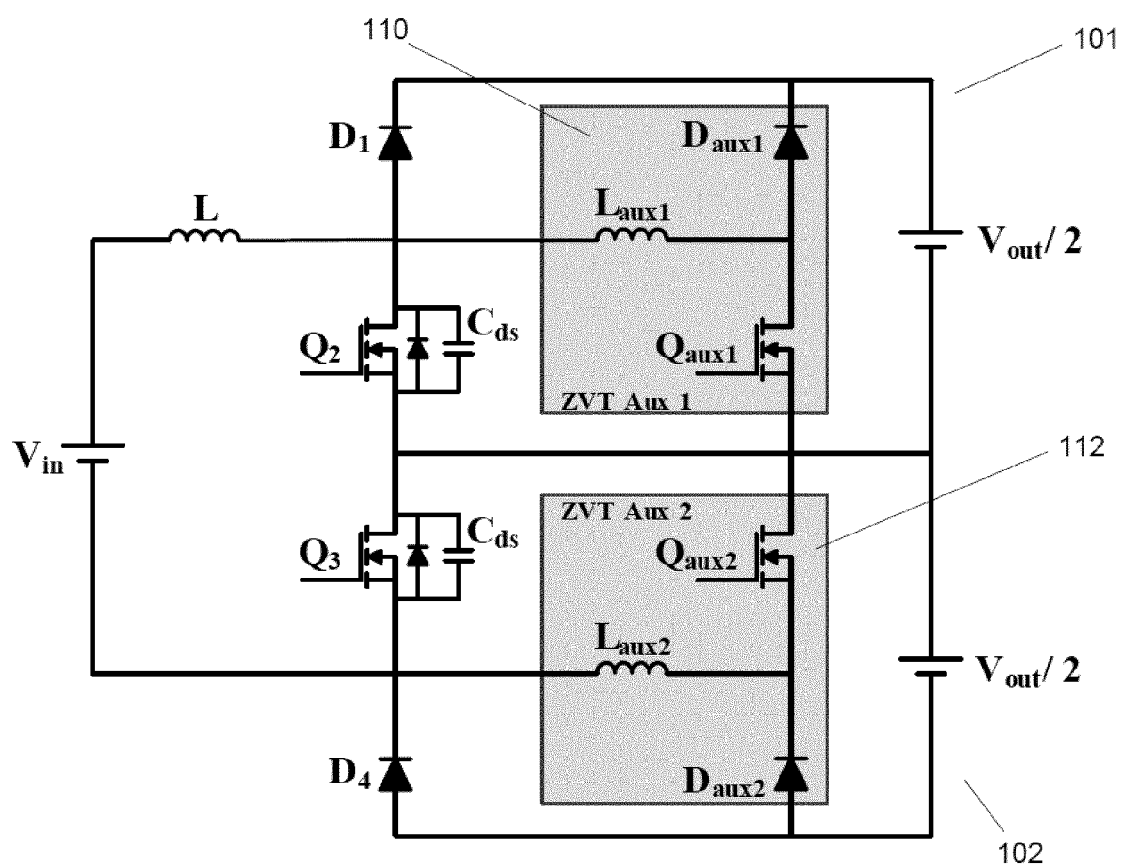 110
101
D1
Daux1
L
Laux1
Vout/ 2
Q2
Cds
Qaux1
ZVT Aux 1
Vin
112
ZVT Aux 2
Q3
Cds
Qaux2
Laux2
Vout/ 2
D4
Daux2
102